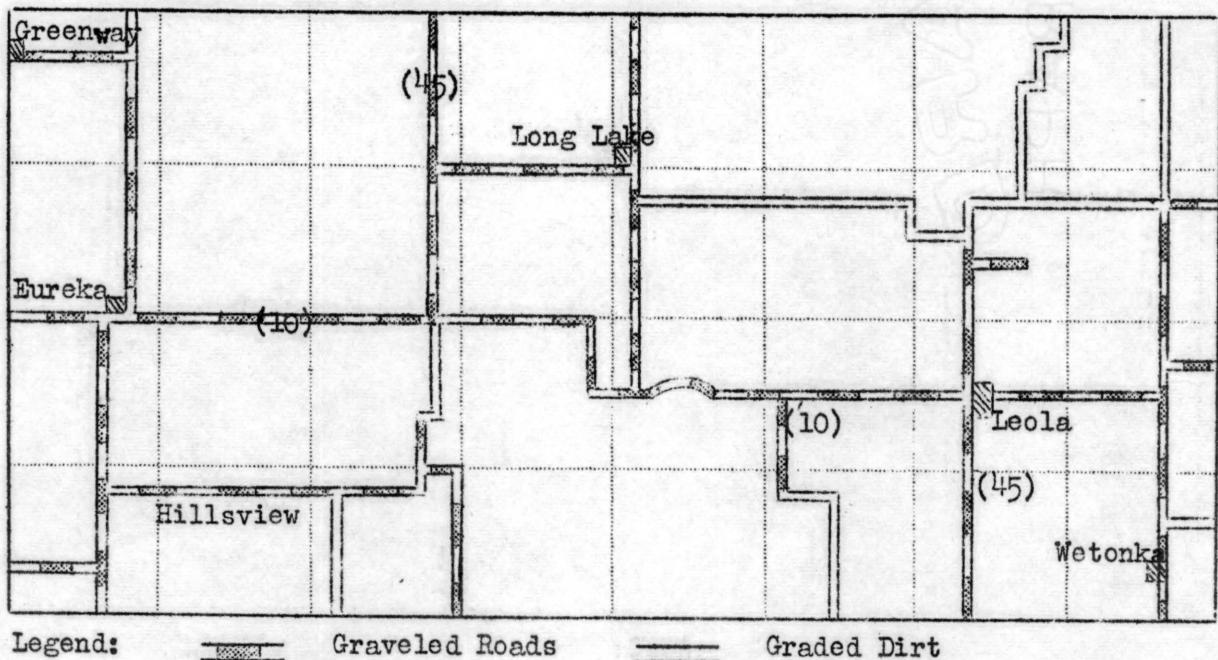 Greenway
(45)
Long Lake
Eureka
(10)
(10)
Leola
Hillsview
(45)
Wetonka
Legend: Graveled Roads Graded Dirt